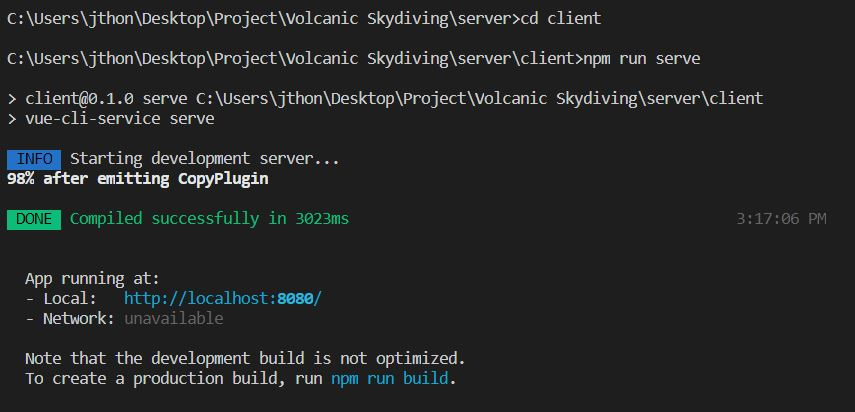 C:\Users\jthon\Desktop\Project\Volcanic Skydiving\server>cd client
C:\Users\jthon\Desktop\Project\Volcanic Skydiving\server\client>npm run serve
> client@0.1.0 serve C:\Users\jthon\Desktop\Project\Volcanic Skydiving\server\client
> vue-cli-service serve
INFO Starting development server...
98% after emitting CopyPlugin
DONE Compiled successfully in 3023ms 3:17:06 PM
App running at:
- Local: http://localhost:8080/
- Network: unavailable
Note that the development build is not optimized.
To create a production build, run npm run build.